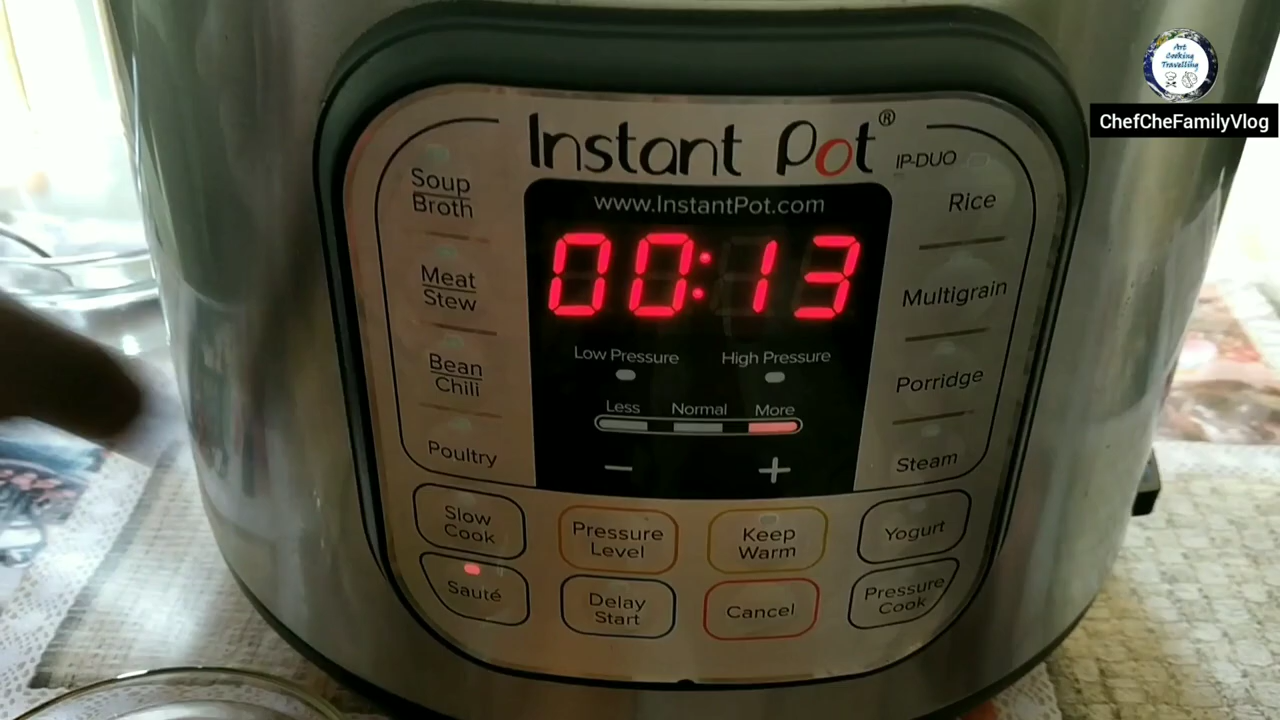 Art
Cooking
Travelling
ChefCheFamilyVlog
Instant Pot®
IP-DUO
www.InstantPot.com
00:13
Low Pressure
High Pressure
Less
Normal
More
−
+
Soup
Broth
Meat
Stew
Bean
Chili
Poultry
Rice
Multigrain
Porridge
Steam
Slow
Cook
Pressure
Level
Keep
Warm
Yogurt
Sauté
Delay
Start
Cancel
Pressure
Cook